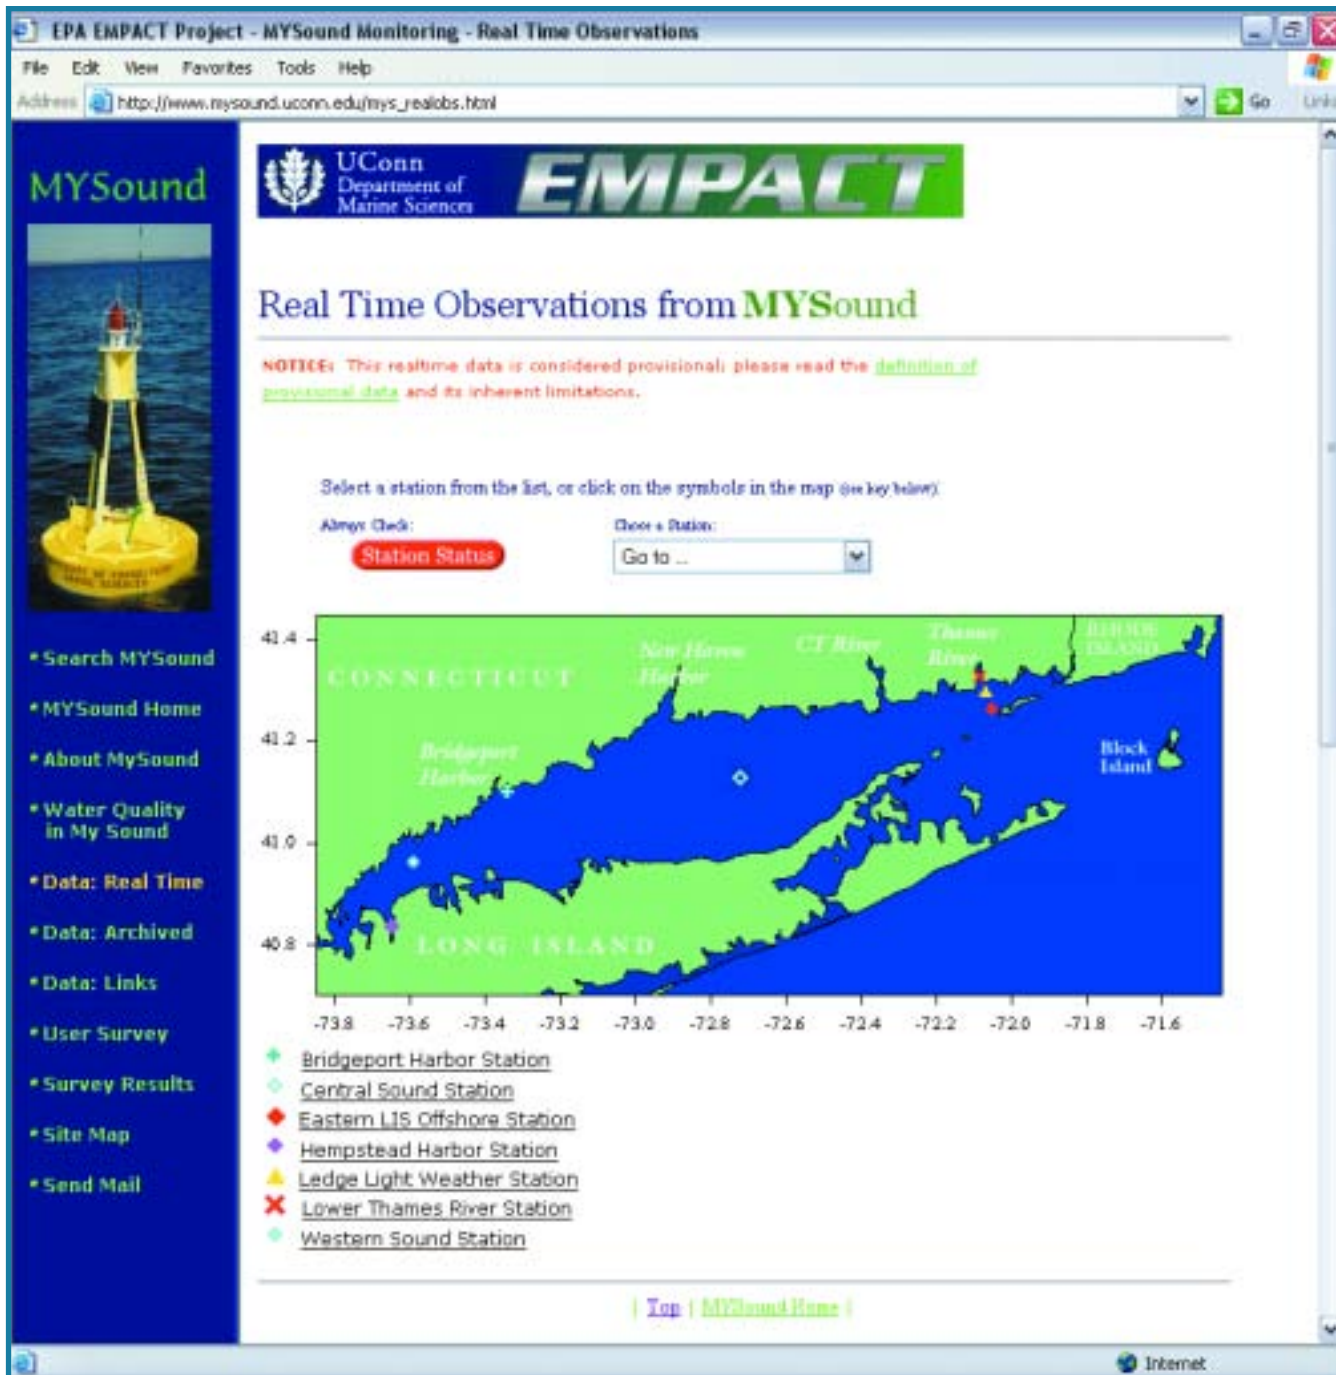 EPA EMPACT Project - MYSound Monitoring - Real Time Observations
File Edit View Favorites Tools Help
Address http://www.mysound.uconn.edu/mys_realobs.html Go Links
MYSound
UConn
Department of
Marine Sciences
EMPACT
Real Time Observations from MYSound
NOTICE: This realtime data is considered provisional; please read the definition of
provisional data and its inherent limitations.
Select a station from the list, or click on the symbols in the map (see key below).
Always Check:
Station Status
Choose a Station:
Go to ...
Search MYSound
MYSound Home
About MySound
Water Quality
in My Sound
Data: Real Time
Data: Archived
Data: Links
User Survey
Survey Results
Site Map
Send Mail
41.4
41.2
41.0
40.8
CONNECTICUT
New Haven
Harbor
CT River
Thames
River
RHODE
ISLAND
Bridgeport
Harbor
Block
Island
LONG ISLAND
-73.8 -73.6 -73.4 -73.2 -73.0 -72.8 -72.6 -72.4 -72.2 -72.0 -71.8 -71.6
Bridgeport Harbor Station
Central Sound Station
Eastern LIS Offshore Station
Hempstead Harbor Station
Ledge Light Weather Station
Lower Thames River Station
Western Sound Station
| Top | MYSound Home |
Internet